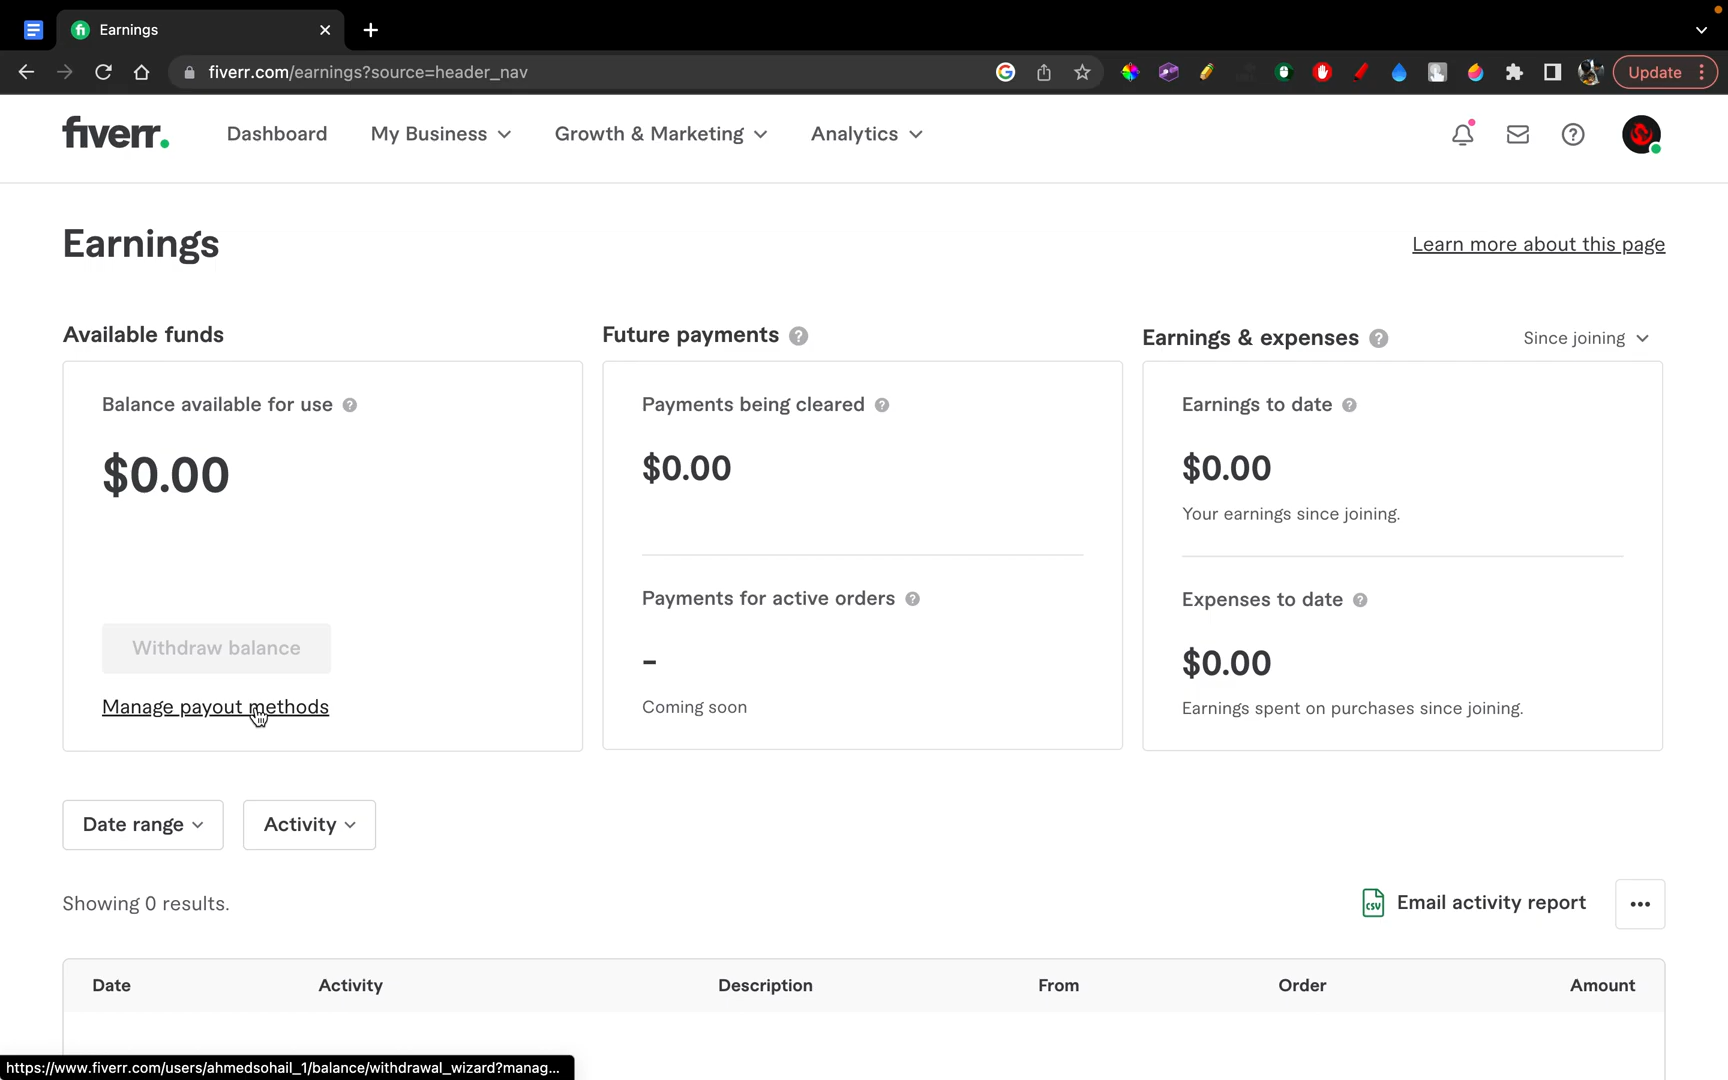 Earnings
fiverr.com/earnings?source=header_nav
Update
fiverr.
Dashboard
My Business
Growth & Marketing
Analytics
Earnings
Learn more about this page
Available funds
Future payments
Earnings & expenses
Since joining
Balance available for use
$0.00
Withdraw balance
Manage payout methods
Payments being cleared
$0.00
Payments for active orders
-
Coming soon
Earnings to date
$0.00
Your earnings since joining.
Expenses to date
$0.00
Earnings spent on purchases since joining.
Date range
Activity
Showing 0 results.
CSV
Email activity report
Date
Activity
Description
From
Order
Amount
https://www.fiverr.com/users/ahmedsohail_1/balance/withdrawal_wizard?manag...